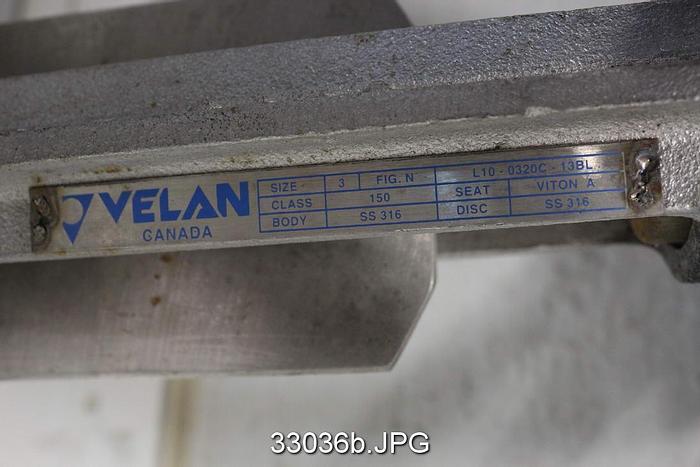 VELAN
CANADA
SIZE 3 FIG. N L10 - 0320C - 13BL
CLASS 150 SEAT VITON A
BODY SS 316 DISC SS 316
33036b.JPG